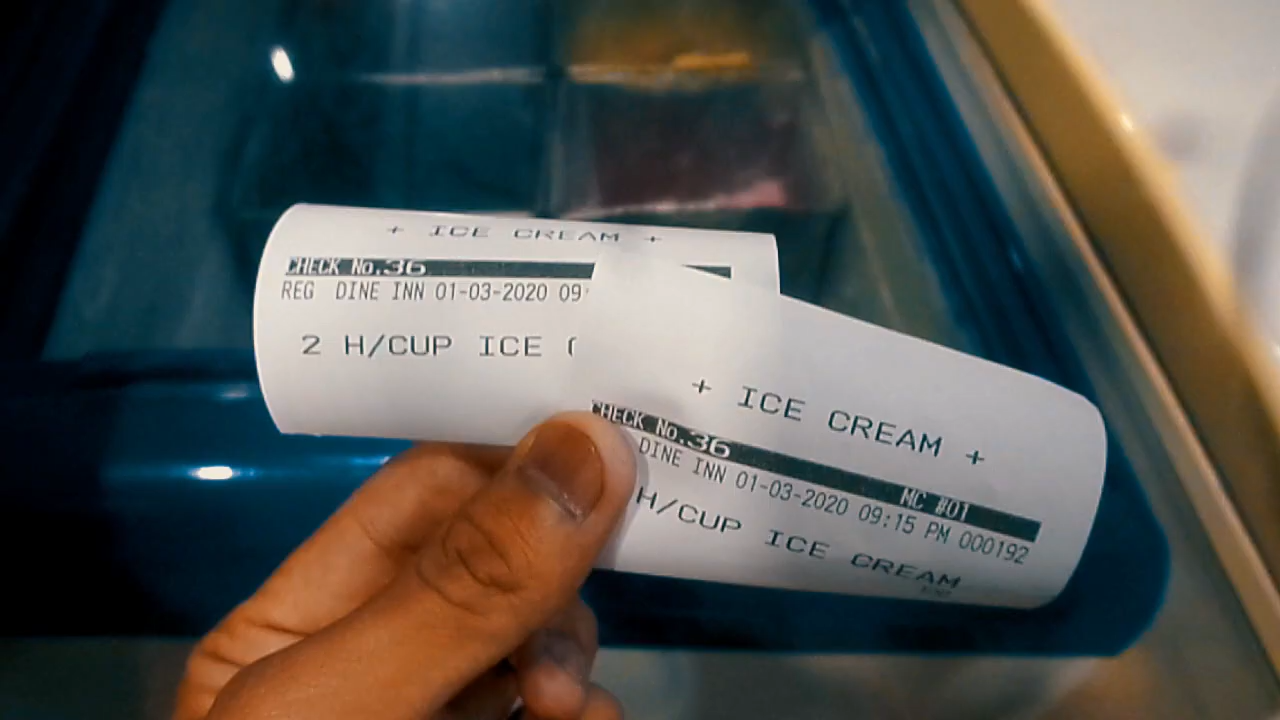 + ICE CREAM +
CHECK No.36
REG DINE INN 01-03-2020 09
2 H/CUP ICE
+ ICE CREAM +
CHECK No.36 MC #01
DINE INN 01-03-2020 09:15 PM 000192
H/CUP ICE CREAM